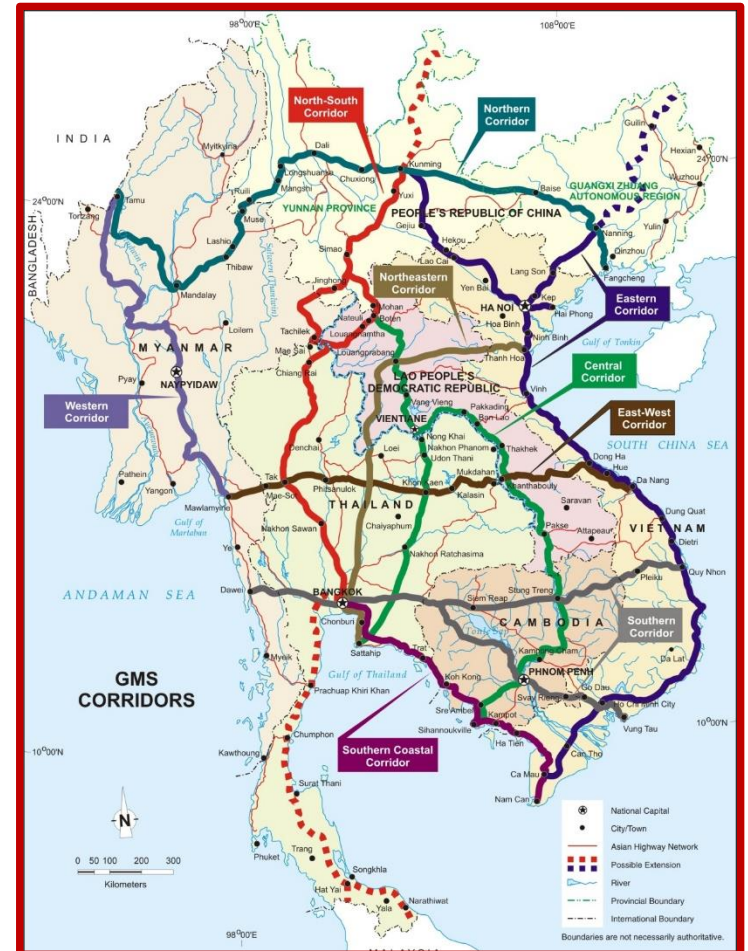 98°00'E
108°00'E
INDIA
North-South
Corridor
Northern
Corridor
Guilin
Hexian
Myitkyina
Dali
Kunming
24°00'N
Longshuanse
Chuxiong
Wuzhou
Mangshi
Baise
GUANGXI ZHUANG
AUTONOMOUS REGION
24°00'N
Tamu
Ruili
Yuxi
Tonzang
Muse
YUNNAN PROVINCE
PEOPLE'S REPUBLIC OF CHINA
Yulin
Gejiu
Nanning
BANGLADESH
Lashio
Simao
Hekou
Qinzhou
Thibaw
Salween (Thanlwin)
Lao Cai
Lang Son
Fangcheng
Mandalay
Jinghong
Northeastern
Corridor
Yen Bai
Kep
Mohan
HA NOI
Hai Phong
Eastern
Corridor
Loilem
Nateuil
Boten
Hoa Binh
Tachilek
Louangnamtha
Ninh Binh
MYANMAR
Mae Sai
Louangprabang
Thanh Hoa
Gulf of Tonkin
Chiang Rai
LAO PEOPLE'S
DEMOCRATIC REPUBLIC
Central
Corridor
Pyay
NAYPYIDAW
Vinh
Western
Corridor
Vang Vieng
Pakkading
Ban Lao
East-West
Corridor
VIENTIANE
Nong Khai
Denchai
Loei
Nakhon Phanom
Thakhek
SOUTH CHINA SEA
Udon Thani
Dong Ha
Pathein
Hue
Tak
Mukdahan
Yangon
Phitsanulok
Khon Kaen
Da Nang
Mae-Sot
Kalasin
Khanthabouly
Mawlamyine
THAILAND
Saravan
Gulf of
Martaban
Chaiyaphum
Dung Quat
Nakhon Sawan
Pakse
Attapeau
VIETNAM
Ye
Dietri
Nakhon Ratchasima
Quy Nhon
Pleiku
Dawei
Stung Treng
ANDAMAN SEA
BANGKOK
Siem Reap
Chonburi
CAMBODIA
Southern
Corridor
Tonle Sap
Sattahip
Kampong Cham
Da Lat
Trat
Myeik
Gulf of Thailand
PHNOM PENH
GMS
CORRIDORS
Koh Kong
Svay Rieng
Go Dau
Prachuap Khiri Khan
Sre Ambel
Ho Chi Minh City
Kampot
Sihannoukville
Vung Tau
Chumphon
Southern Coastal
Corridor
Ha Tien
10°00'N
Can Tho
10°00'N
Kawthoung
Ca Mau
Surat Thani
Nam Can
N
National Capital
City/Town
Asian Highway Network
0 50 100 200 300
Possible Extension
Kilometers
Phuket
Trang
Songkhla
River
Hat Yai
Provincial Boundary
Yala
Narathiwat
International Boundary
98°00'E
Boundaries are not necessarily authoritative.
MALAYSIA